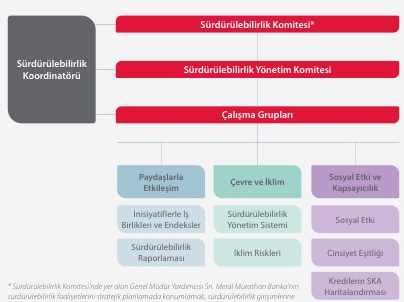 Sürdürülebilirlik Komitesi*
Sürdürülebilirlik
Koordinatörü
Sürdürülebilirlik Yönetim Komitesi
Çalışma Grupları
Paydaşlarla
Etkileşim
Çevre ve İklim
Sosyal Etki ve
Kapsayıcılık
İnisiyatiflerle İş
Birlikleri ve Endeksler
Sürdürülebilirlik
Yönetim Sistemi
Sosyal Etki
Sürdürülebilirlik
Raporlaması
İklim Riskleri
Cinsiyet Eşitliği
Kredilerin SKA
Haritalandırması
* Sürdürülebilirlik Komitesi'nde yer alan Genel Müdür Yardımcısı Sn. Meral Murathan Banka'nın
sürdürülebilirlik faaliyetlerini stratejik planlamada konumlamak, sürdürülebilirlik girişimlerine